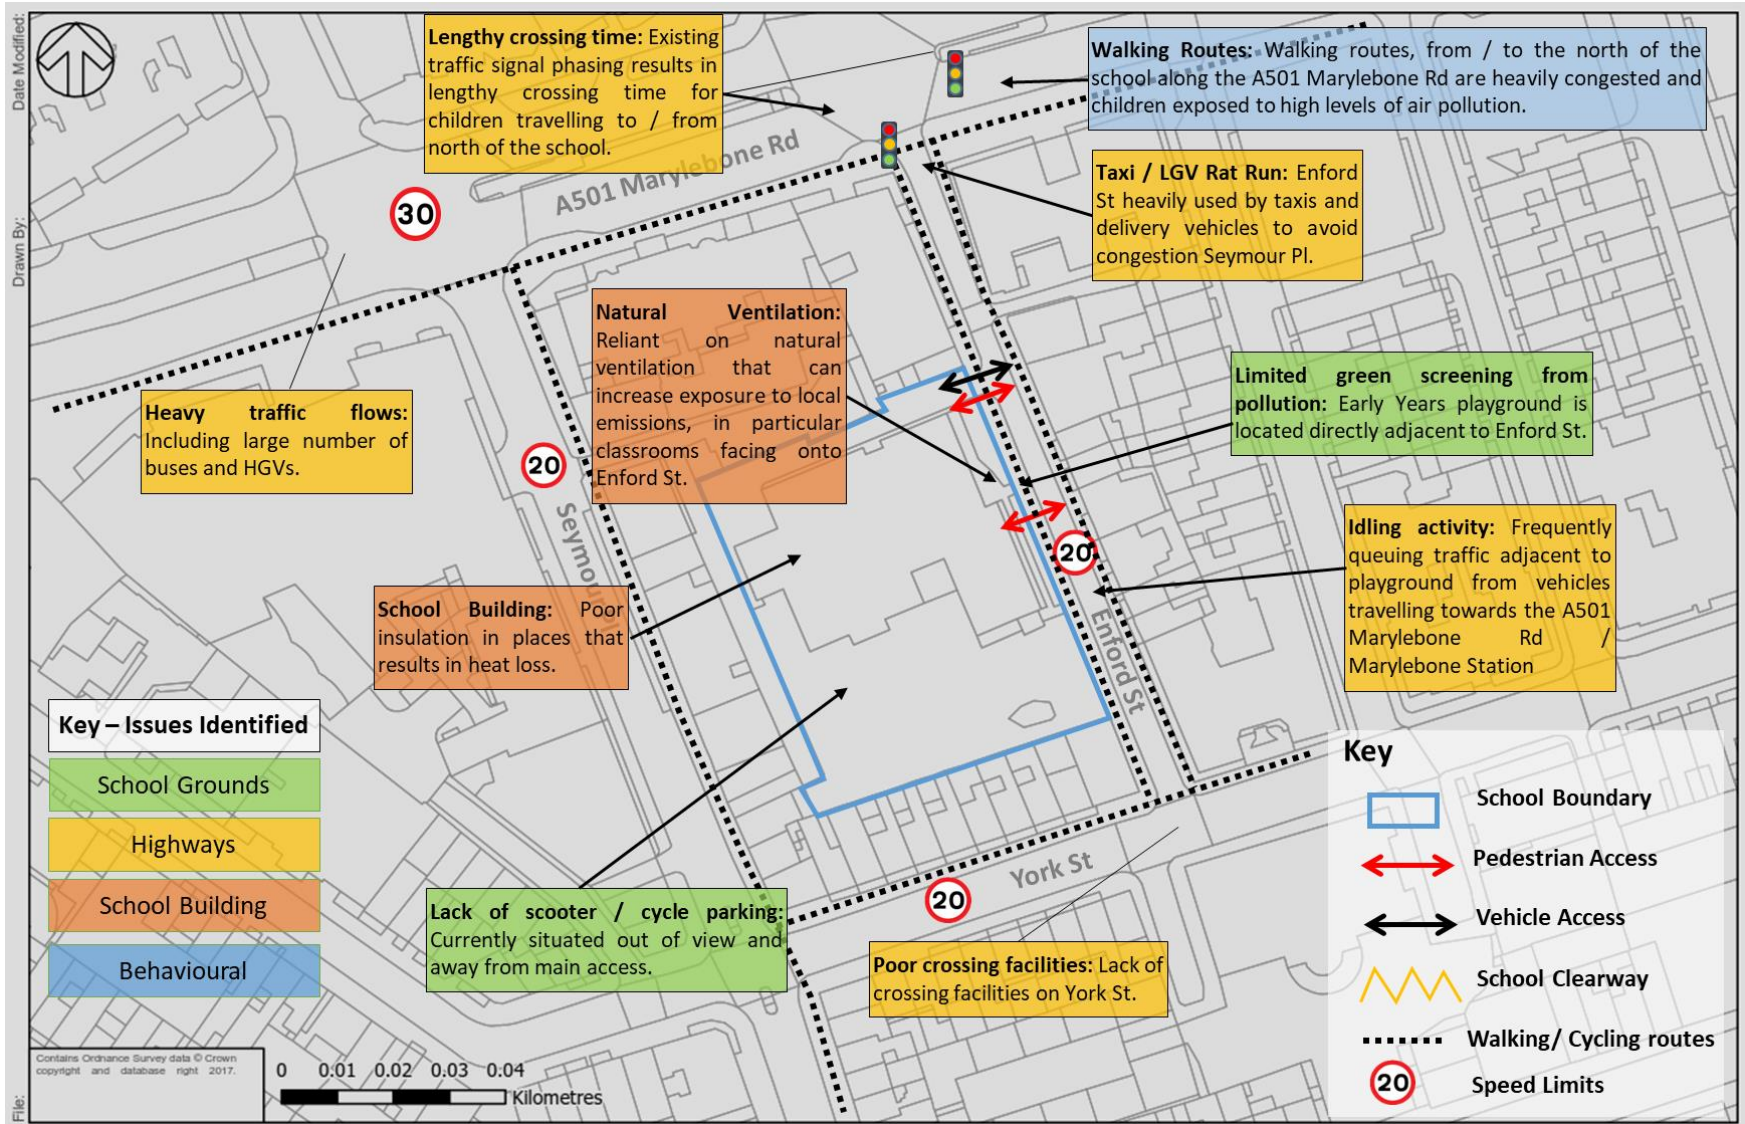 Date Modified:
Drawn By:
File:
Lengthy crossing time: Existing
traffic signal phasing results in
lengthy crossing time for
children travelling to / from
north of the school.
Walking Routes: Walking routes, from / to the north of the
school along the A501 Marylebone Rd are heavily congested and
children exposed to high levels of air pollution.
A501 Marylebone Rd
Taxi / LGV Rat Run: Enford
St heavily used by taxis and
delivery vehicles to avoid
congestion Seymour Pl.
30
Natural Ventilation:
Reliant on natural
ventilation that can
increase exposure to local
emissions, in particular
classrooms facing onto
Enford St.
Limited green screening from
pollution: Early Years playground is
located directly adjacent to Enford St.
Heavy traffic flows:
Including large number of
buses and HGVs.
20
Seymour
Idling activity: Frequently
queuing traffic adjacent to
playground from vehicles
travelling towards the A501
Marylebone Rd /
Marylebone Station
20
Enford St
School Building: Poor
insulation in places that
results in heat loss.
Key – Issues Identified
School Grounds
Highways
School Building
Behavioural
Lack of scooter / cycle parking:
Currently situated out of view and
away from main access.
York St
20
Poor crossing facilities: Lack of
crossing facilities on York St.
Key
School Boundary
Pedestrian Access
Vehicle Access
School Clearway
Walking/ Cycling routes
20 Speed Limits
Contains Ordnance Survey data © Crown
copyright and database right 2017.
0 0.01 0.02 0.03 0.04
Kilometres